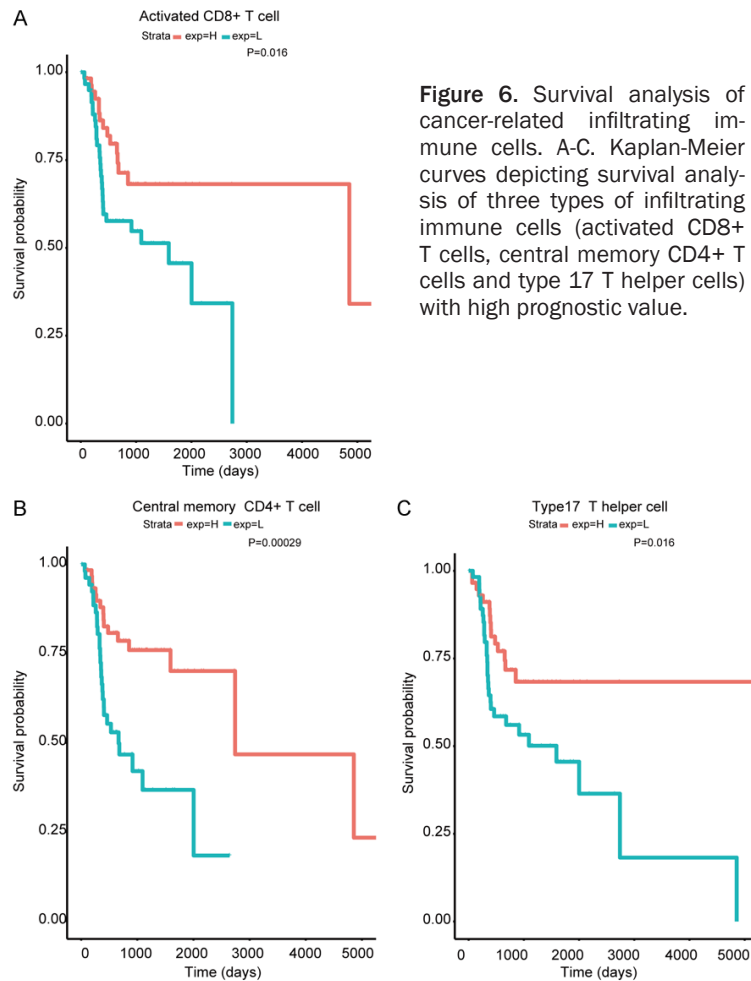 A
Activated CD8+ T cell
Strata exp=H exp=L
P=0.016
1.00
0.75
0.50
0.25
0.00
Survival probability
0 1000 2000 3000 4000 5000
Time (days)
Figure 6. Survival analysis of
cancer-related infiltrating im-
mune cells. A-C. Kaplan-Meier
curves depicting survival analy-
sis of three types of infiltrating
immune cells (activated CD8+
T cells, central memory CD4+ T
cells and type 17 T helper cells)
with high prognostic value.
B
Central memory CD4+ T cell
Strata exp=H exp=L
P=0.00029
1.00
0.75
0.50
0.25
0.00
Survival probability
0 1000 2000 3000 4000 5000
Time (days)
C
Type17 T helper cell
Strata exp=H exp=L
P=0.016
1.00
0.75
0.50
0.25
0.00
Survival probability
0 1000 2000 3000 4000 5000
Time (days)